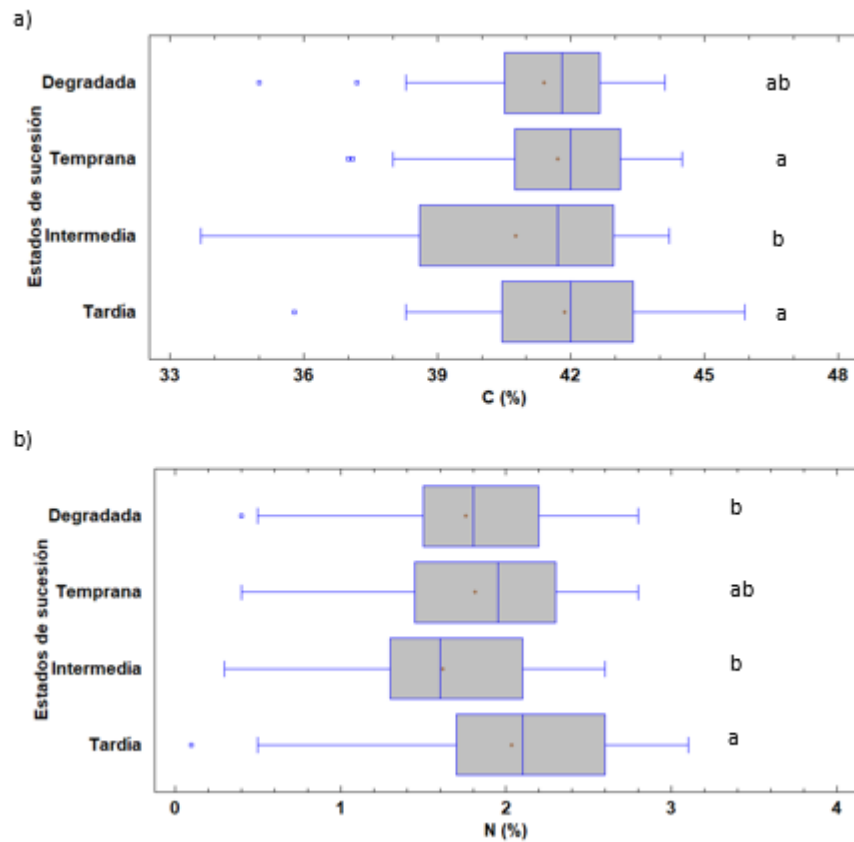 a)
Estados de sucesión
Degradada
ab
Temprana
a
Intermedia
b
Tardia
a
33 36 39 42 45 48
C (%)
b)
Estados de sucesión
Degradada
b
Temprana
ab
Intermedia
b
Tardia
a
0 1 2 3 4
N (%)